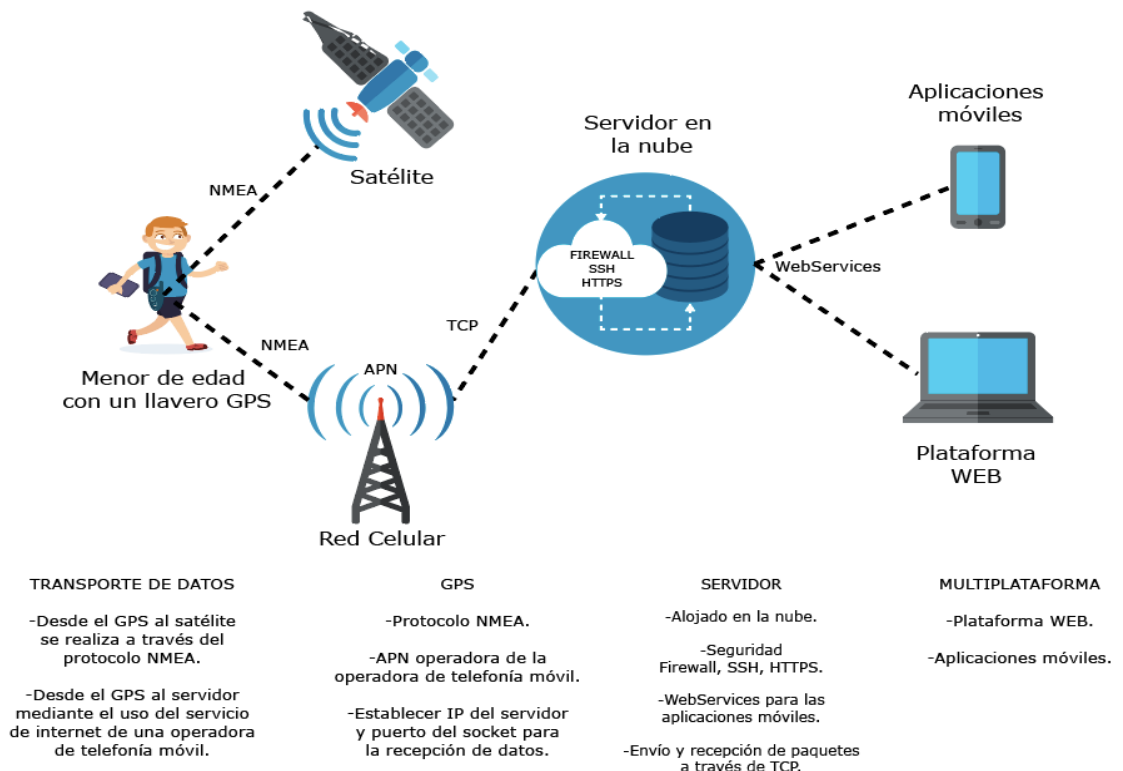 Satélite
NMEA
Menor de edad
con un llavero GPS
NMEA
APN
Red Celular
TCP
Servidor en
la nube
FIREWALL
SSH
HTTPS
WebServices
Aplicaciones
móviles
Plataforma
WEB
TRANSPORTE DE DATOS
-Desde el GPS al satélite
se realiza a través del
protocolo NMEA.
-Desde el GPS al servidor
mediante el uso del servicio
de internet de una operadora
de telefonía móvil.
GPS
-Protocolo NMEA.
-APN operadora de la
operadora de telefonía móvil.
-Establecer IP del servidor
y puerto del socket para
la recepción de datos.
SERVIDOR
-Alojado en la nube.
-Seguridad
Firewall, SSH, HTTPS.
-WebServices para las
aplicaciones móviles.
-Envío y recepción de paquetes
a través de TCP.
MULTIPLATAFORMA
-Plataforma WEB.
-Aplicaciones móviles.